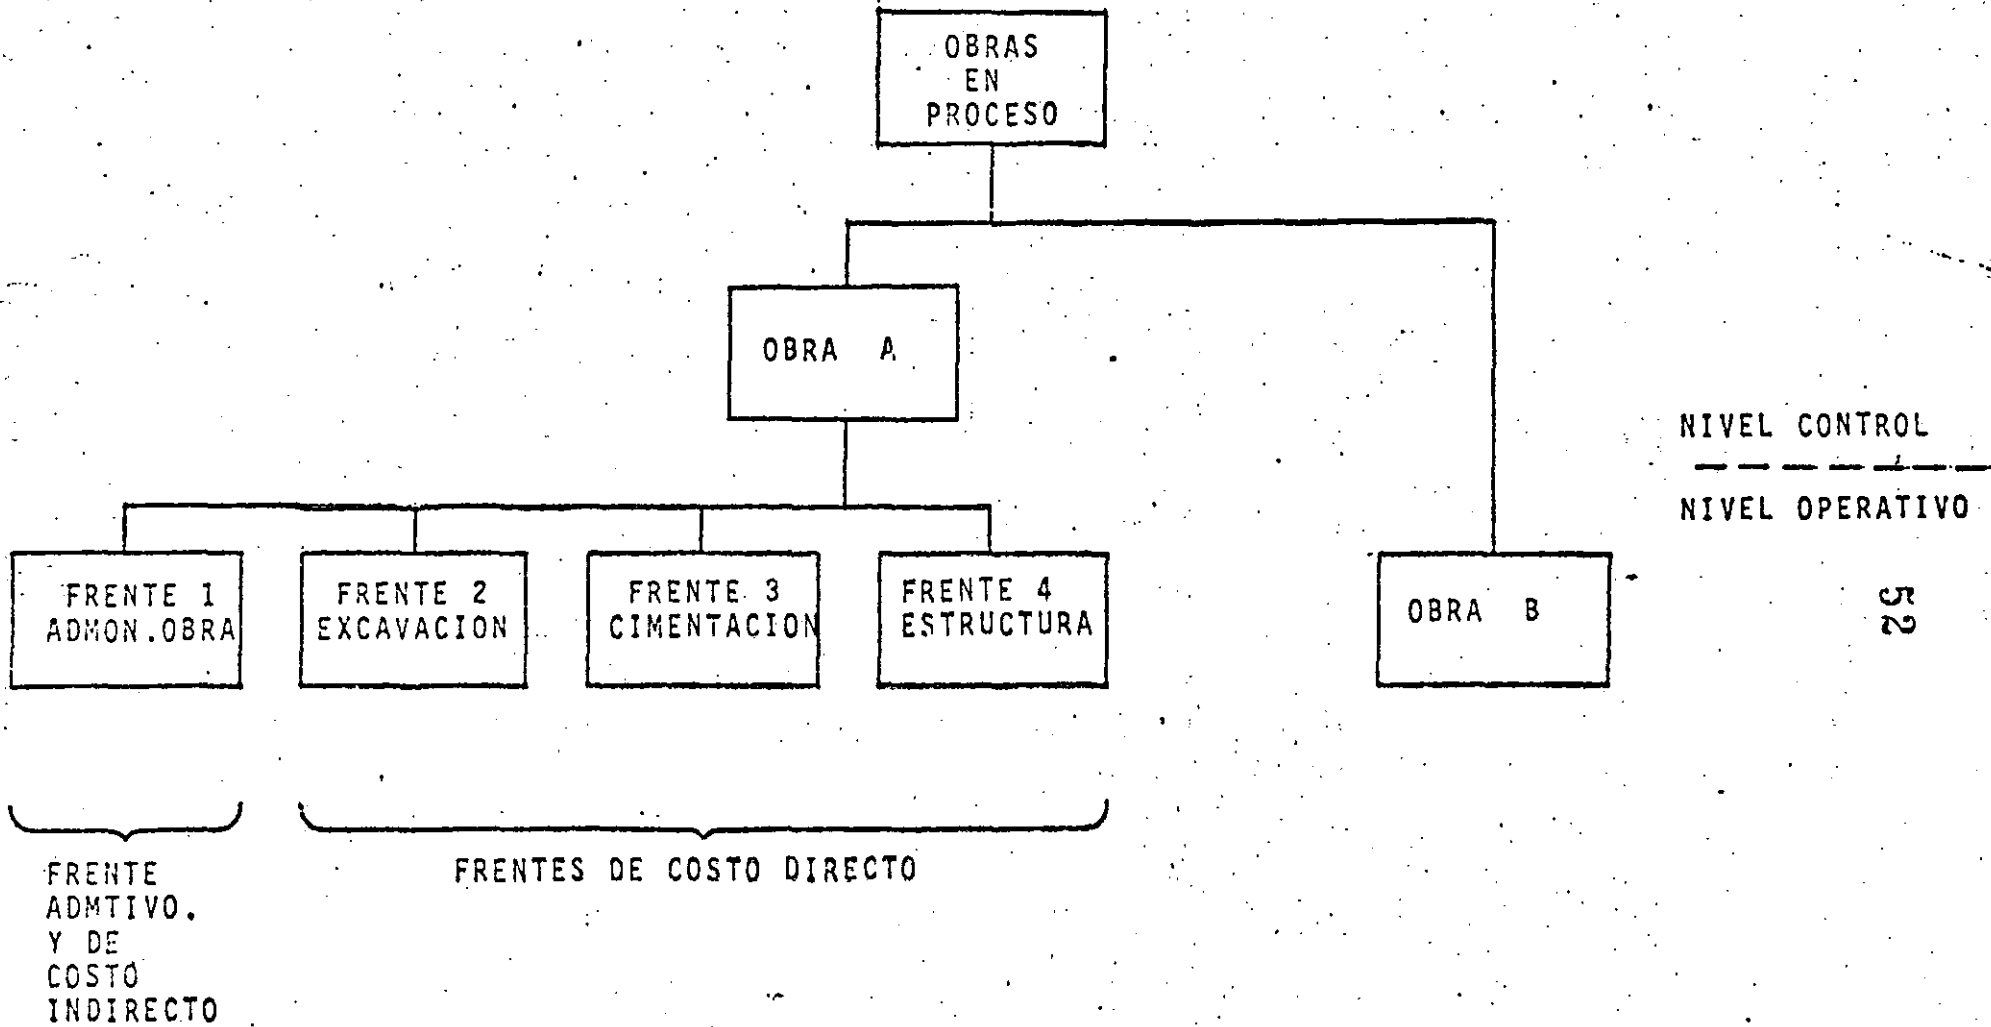 OBRAS
EN
PROCESO
OBRA A
NIVEL CONTROL
NIVEL OPERATIVO
FRENTE 1
ADMON.OBRA
FRENTE 2
EXCAVACION
FRENTE 3
CIMENTACION
FRENTE 4
ESTRUCTURA
OBRA B
52
FRENTE
ADMTIVO.
Y DE
COSTO
INDIRECTO
FRENTES DE COSTO DIRECTO